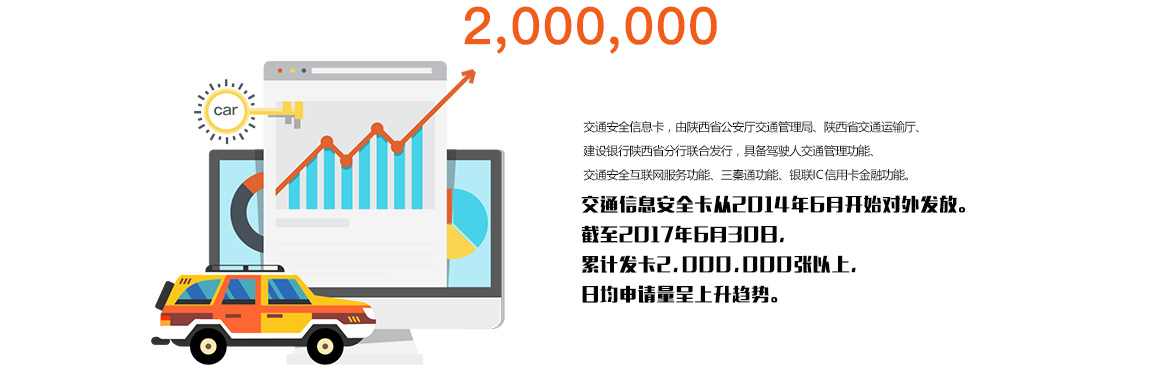 2,000,000
car
交通安全信息卡，由陕西省公安厅交通管理局、陕西省交通运输厅、
建设银行陕西省分行联合发行，具备驾驶人交通管理功能、
交通安全互联网服务功能、三秦通功能、银联IC信用卡金融功能。
交通信息安全卡从2014年6月开始对外发放。
截至2017年6月30日，
累计发卡2,000,000张以上，
日均申请量呈上升趋势。